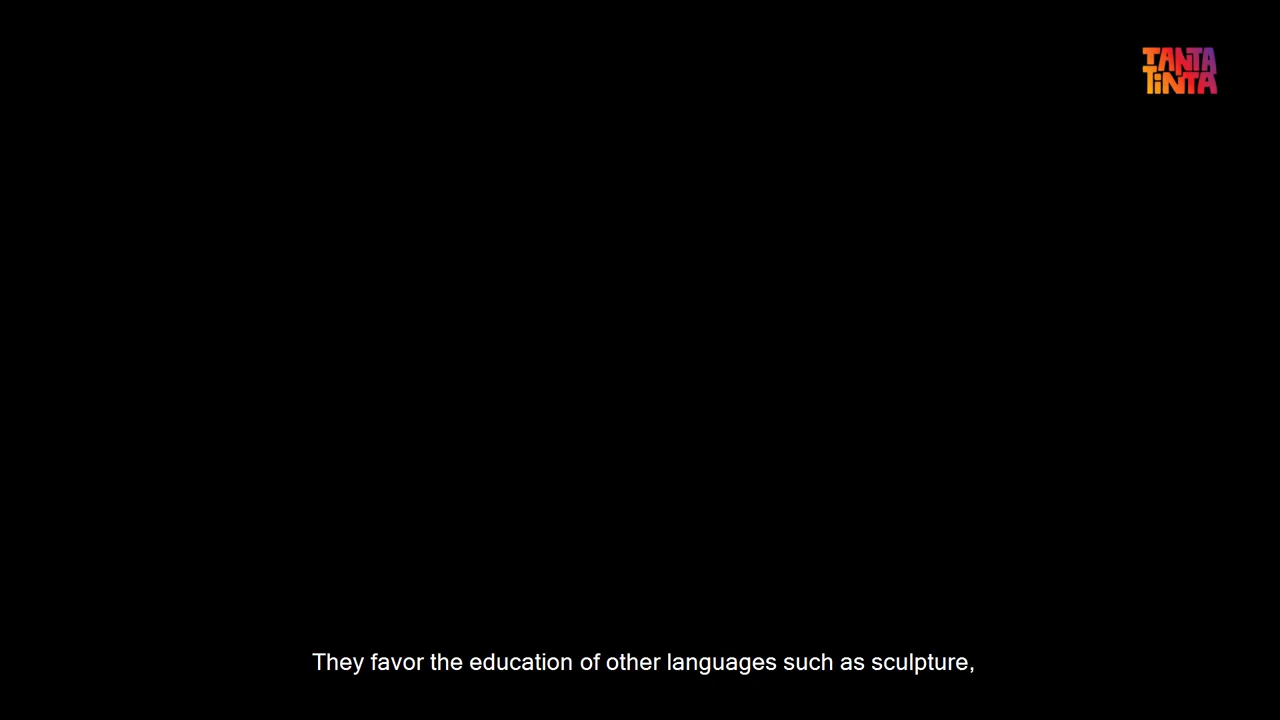 TANTA
TINTA
They favor the education of other languages such as sculpture,